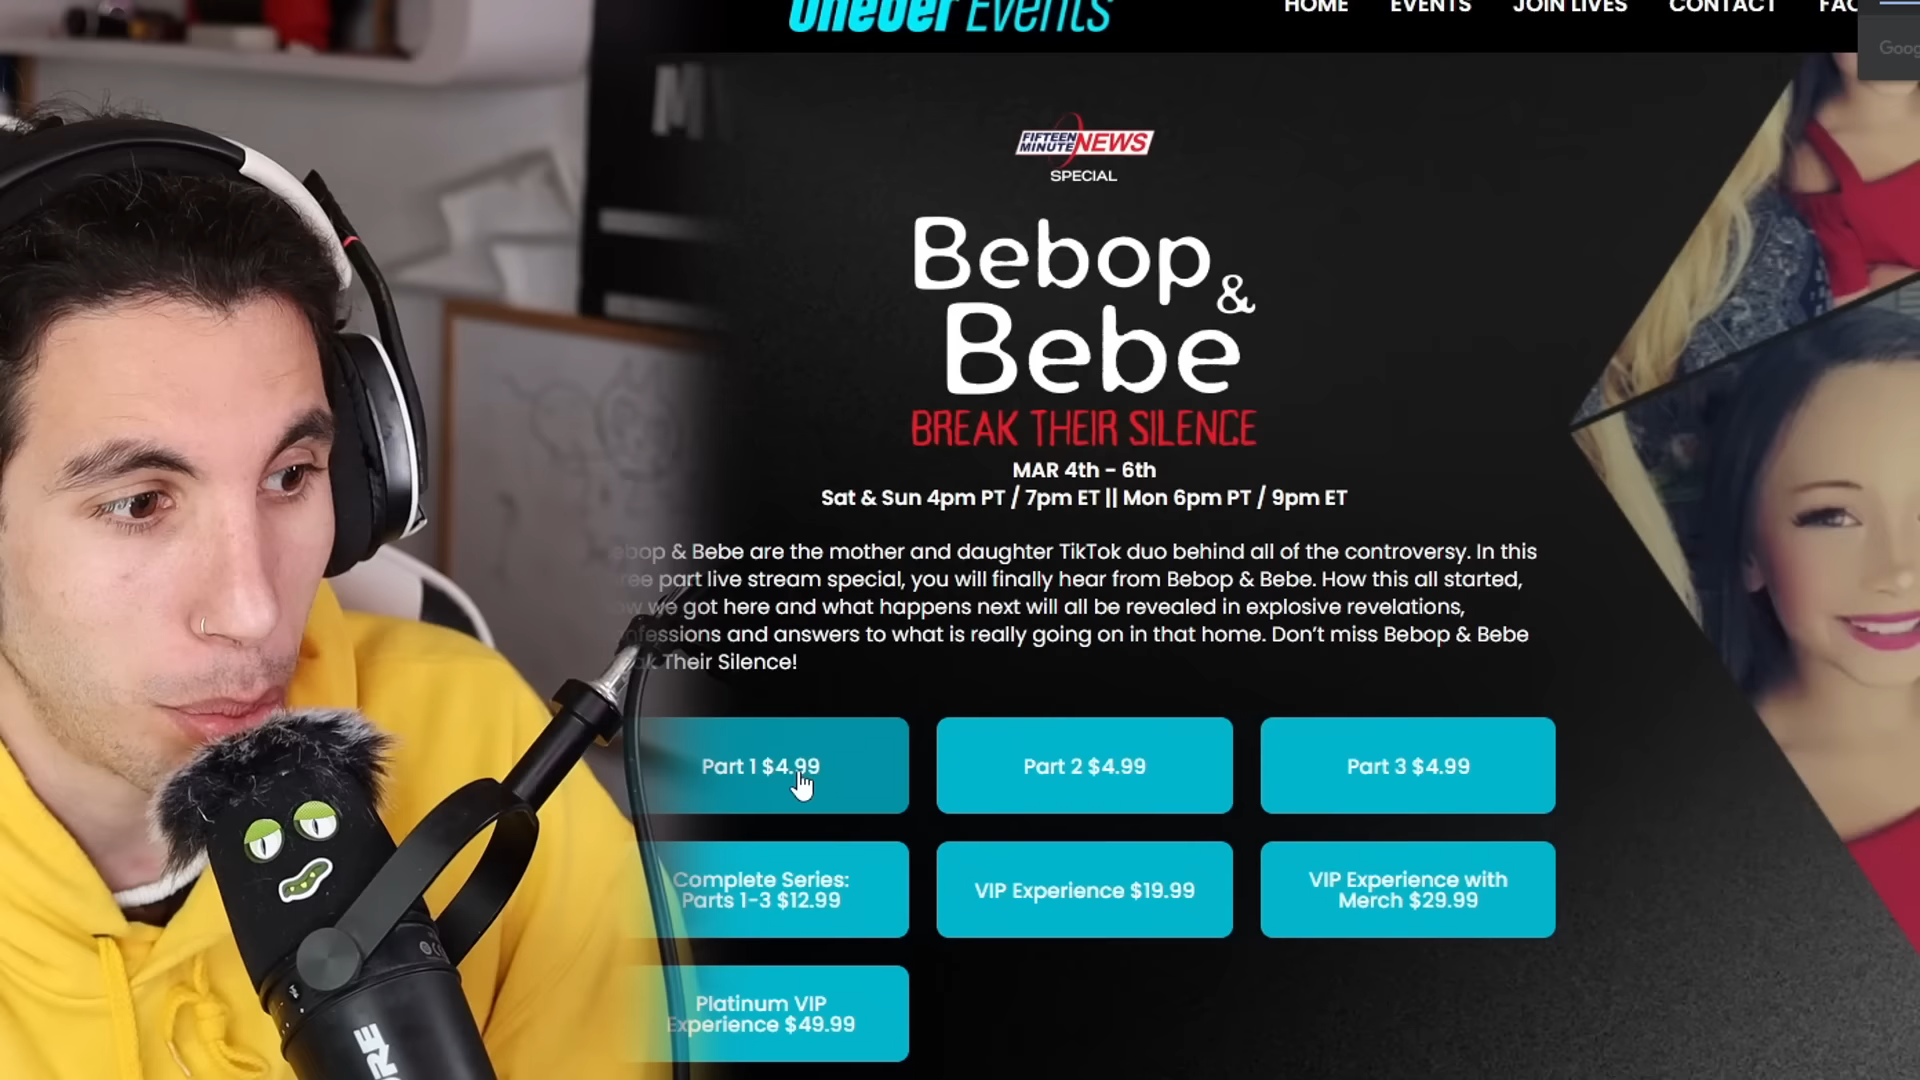 Events
HOME EVENTS JOIN LIVES CONTACT
FIFTEEN
MINUTE NEWS
SPECIAL
Bebop
&
Bebe
BREAK THEIR SILENCE
MAR 4th - 6th
Sat & Sun 4pm PT / 7pm ET || Mon 6pm PT / 9pm ET
& Bebe are the mother and daughter TikTok duo behind all of the controversy. In this
part live stream special, you will finally hear from Bebop & Bebe. How this all started,
we got here and what happens next will all be revealed in explosive revelations,
and answers to what is really going on in that home. Don't miss Bebop & Bebe
Their Silence!
Part 1 $4.99
Part 2 $4.99
Part 3 $4.99
Complete Series:
Parts 1-3 $12.99
VIP Experience $19.99
VIP Experience with
Merch $29.99
Platinum VIP
Experience $49.99